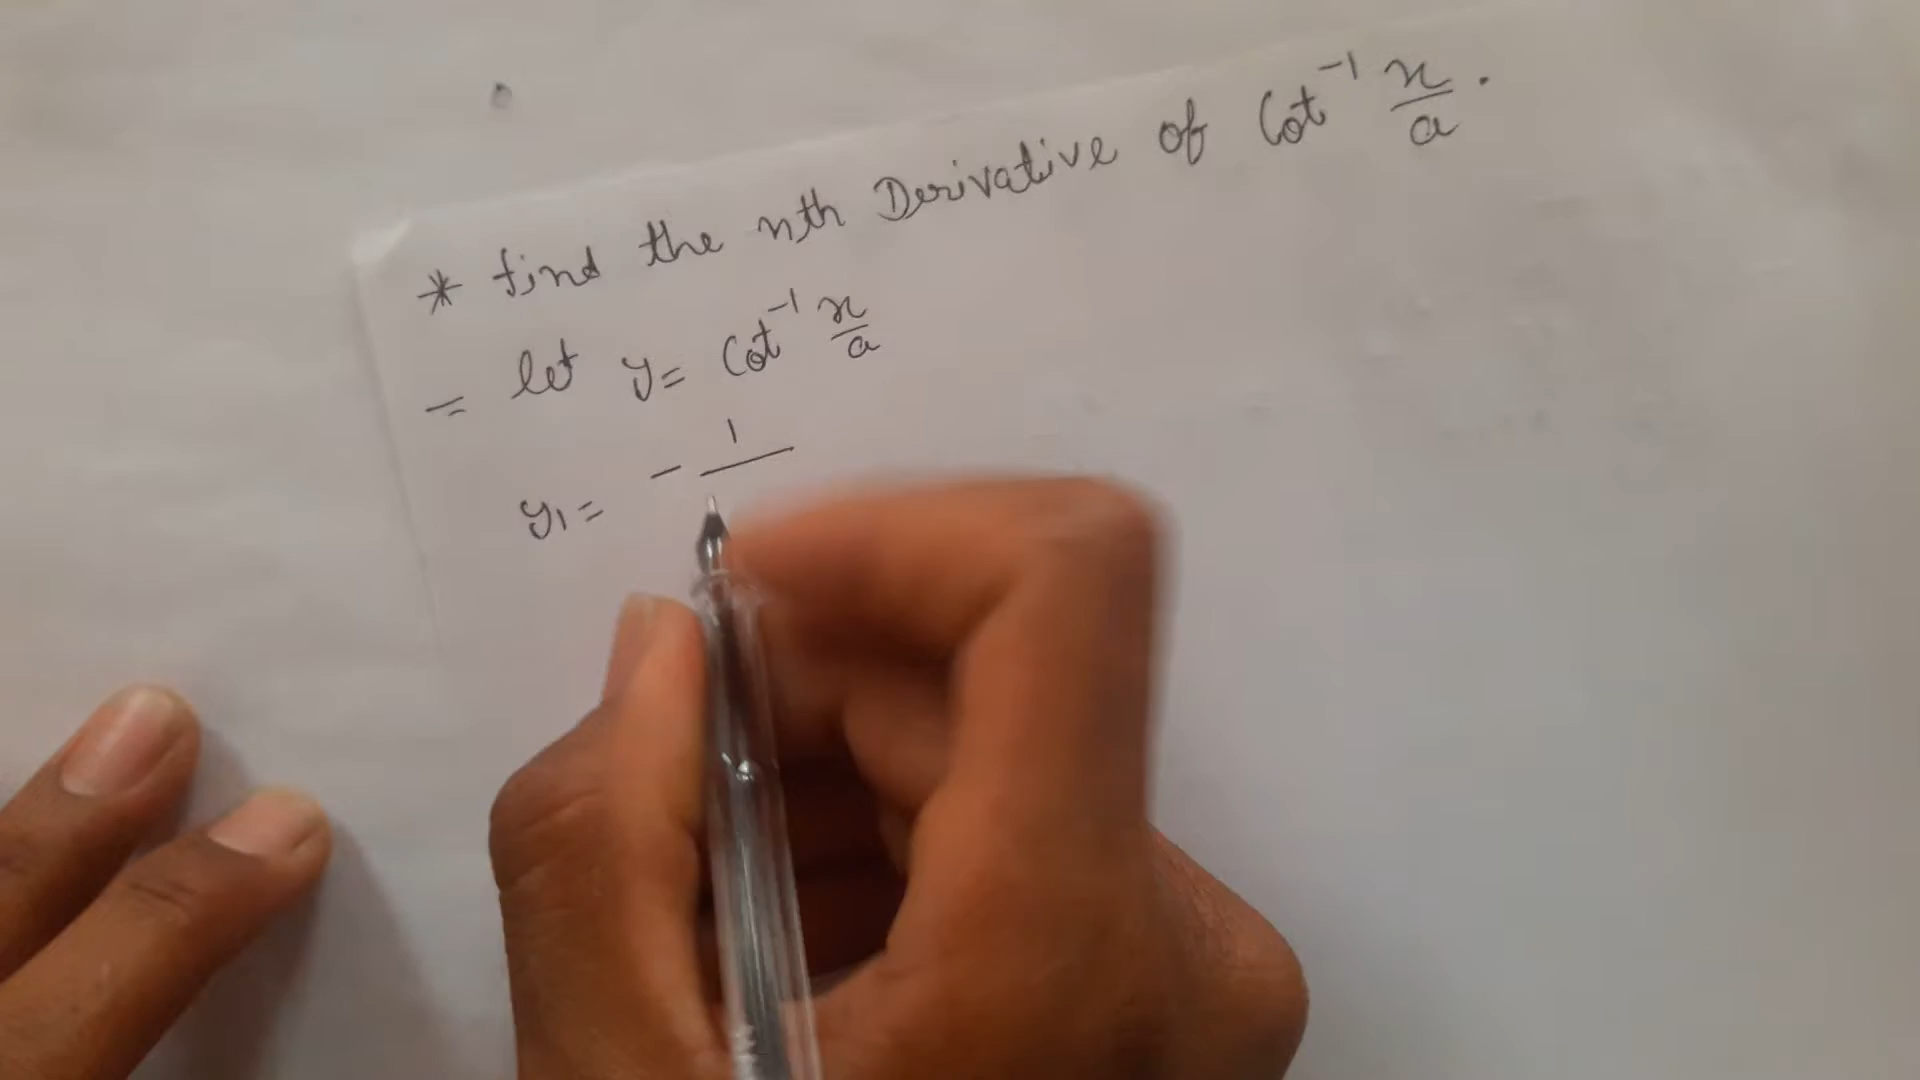 * find the nth Derivative of Cot⁻¹ x/a.
= let y = Cot⁻¹ x/a
y₁ = - 1/